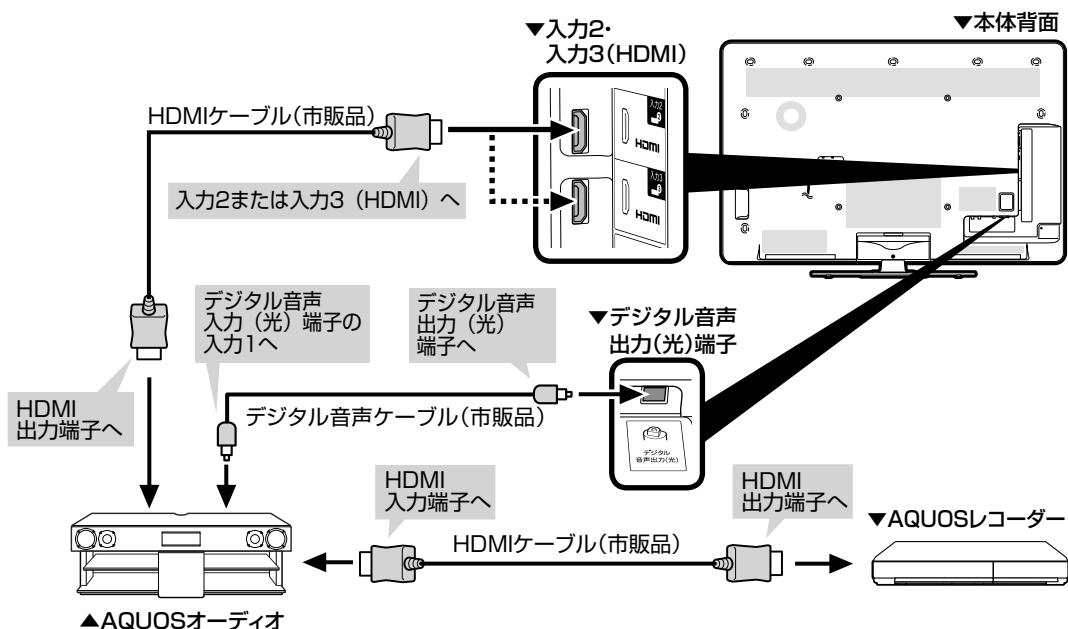 ▼入力2・
入力3(HDMI)
▼本体背面
HDMIケーブル(市販品)
入力2
HDMI
入力3
HDMI
入力2または入力3(HDMI)へ
デジタル音声
入力(光)端子の
入力1へ
デジタル音声
出力(光)
端子へ
▼デジタル音声
出力(光)端子
HDMI
出力端子へ
デジタル音声ケーブル(市販品)
デジタル
音声出力(光)
HDMI
入力端子へ
HDMI
出力端子へ
HDMIケーブル(市販品)
▼AQUOSレコーダー
▲AQUOSオーディオ